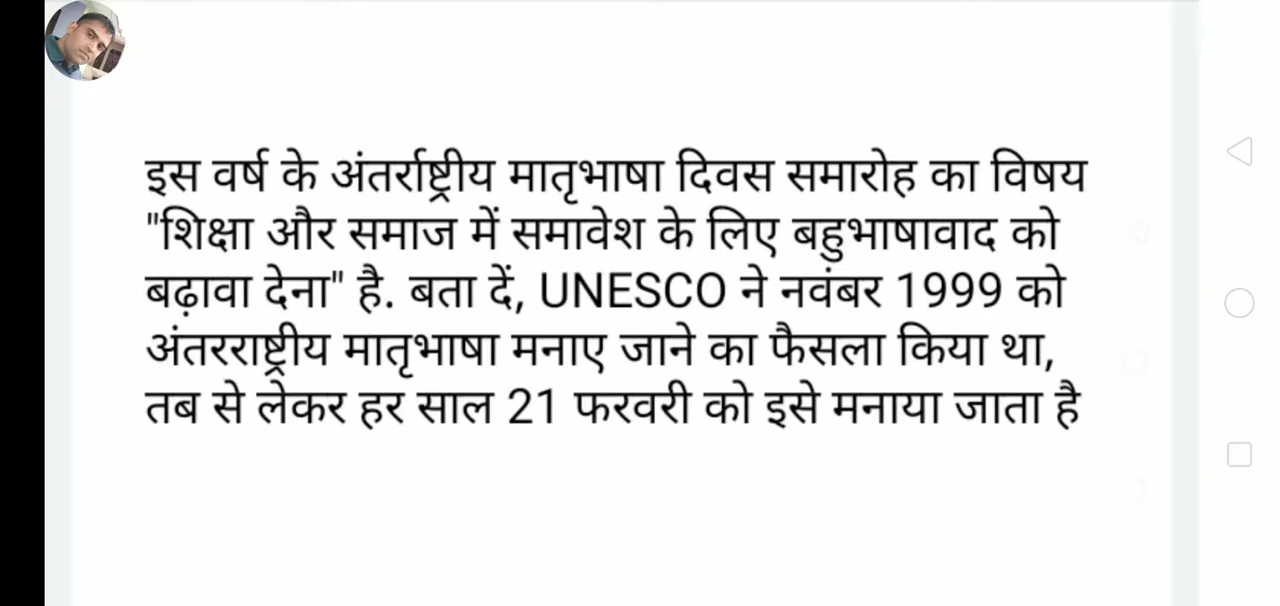 इस वर्ष के अंतर्राष्ट्रीय मातृभाषा दिवस समारोह का विषय
"शिक्षा और समाज में समावेश के लिए बहुभाषावाद को
बढ़ावा देना" है. बता दें, UNESCO ने नवंबर 1999 को
अंतरराष्ट्रीय मातृभाषा मनाए जाने का फैसला किया था,
तब से लेकर हर साल 21 फरवरी को इसे मनाया जाता है